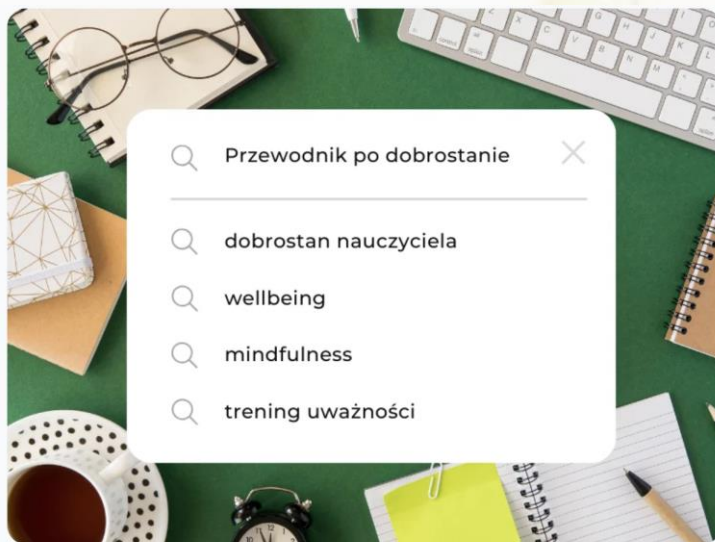 Przewodnik po dobrostanie
dobrostan nauczyciela
wellbeing
mindfulness
trening uważności